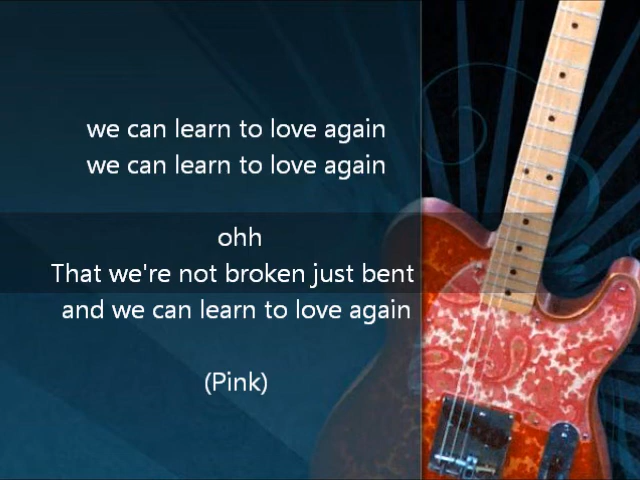 we can learn to love again
we can learn to love again
ohh
That we're not broken just bent
and we can learn to love again
(Pink)